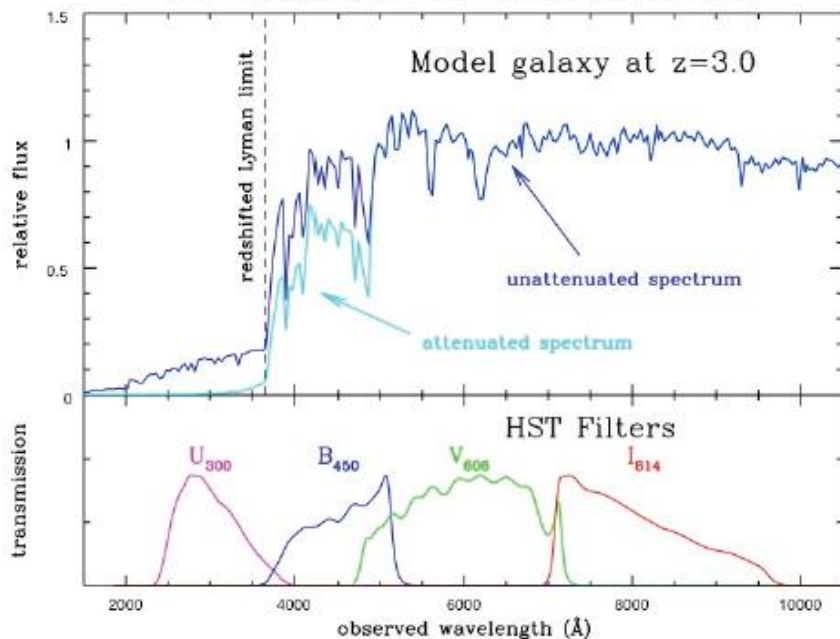 1.5
1
0.5
0
relative flux
redshifted Lyman limit
Model galaxy at z=3.0
unattenuated spectrum
attenuated spectrum
HST Filters
U300
B450
V606
I814
transmission
2000 4000 6000 8000 10000
observed wavelength (Å)